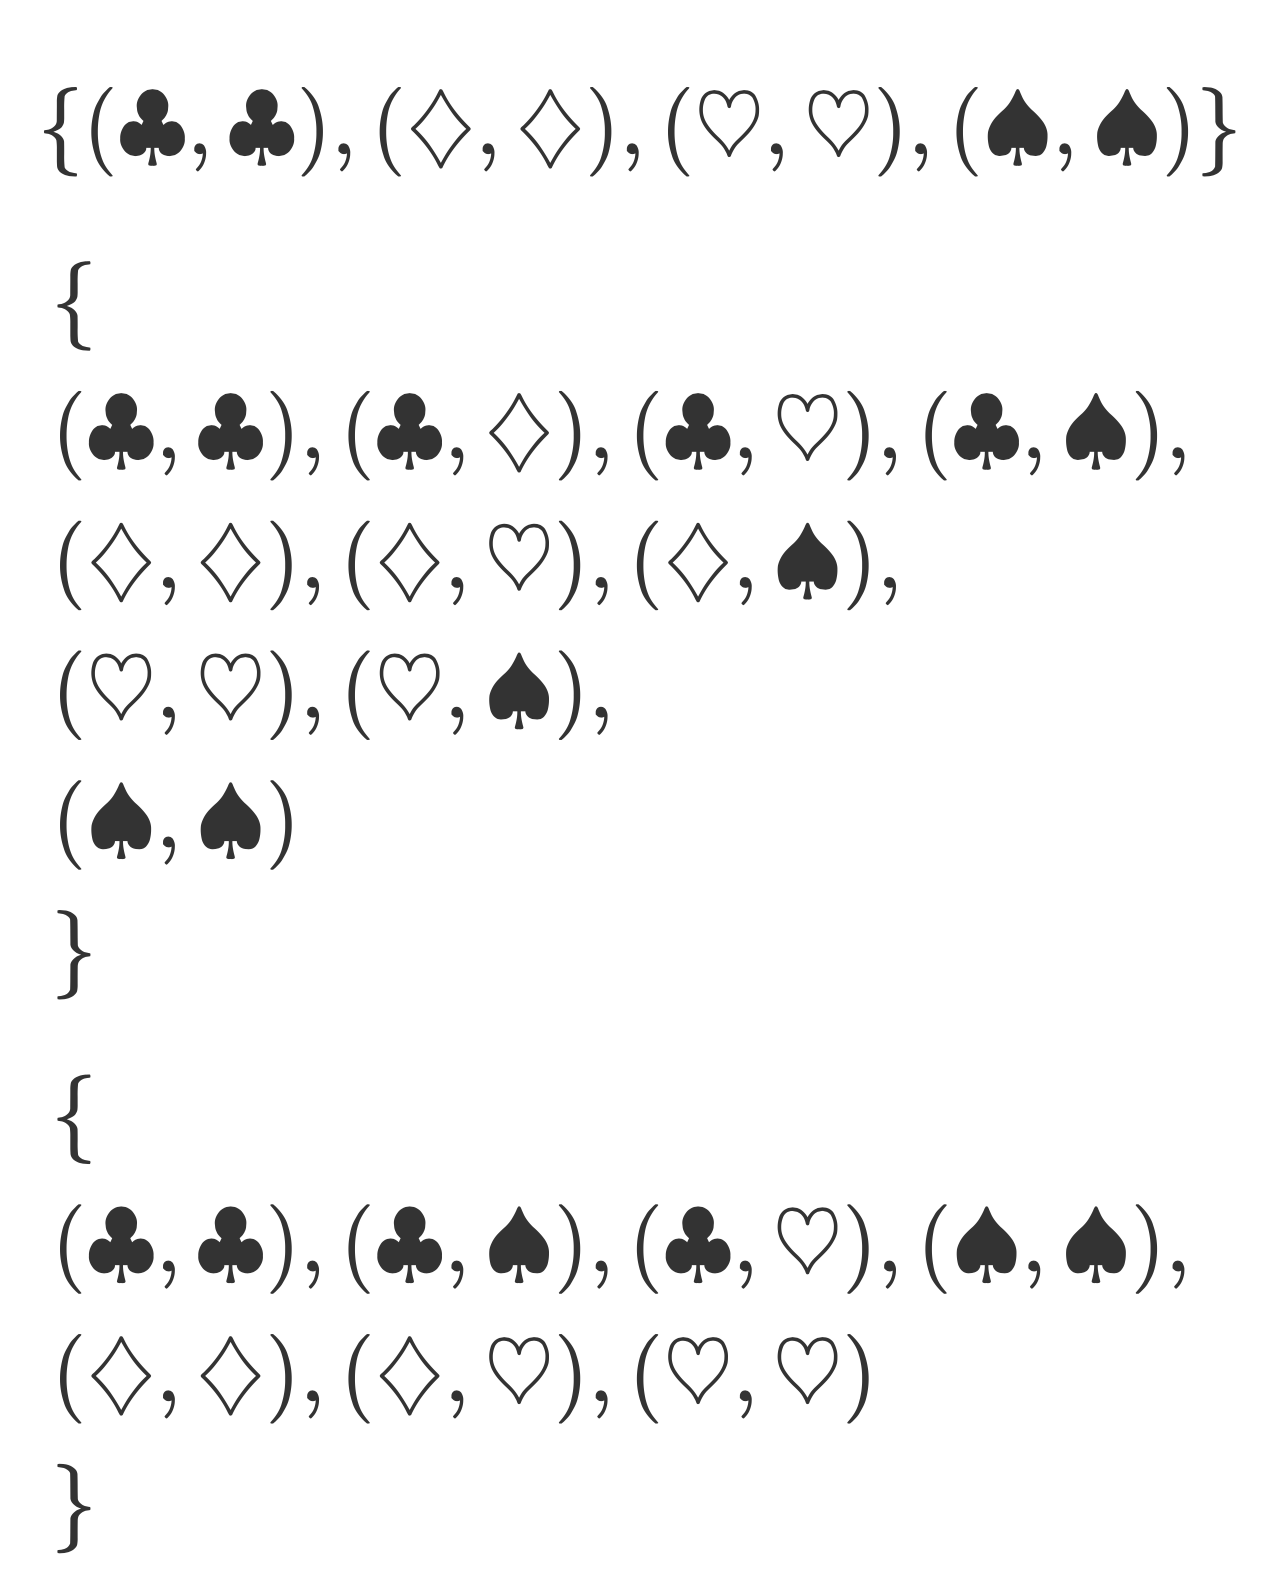 {(♣, ♣), (♢, ♢), (♡, ♡), (♠, ♠)}
{
(♣, ♣), (♣, ♢), (♣, ♡), (♣, ♠),
(♢, ♢), (♢, ♡), (♢, ♠),
(♡, ♡), (♡, ♠),
(♠, ♠)
}
{
(♣, ♣), (♣, ♠), (♣, ♡), (♠, ♠),
(♢, ♢), (♢, ♡), (♡, ♡)
}